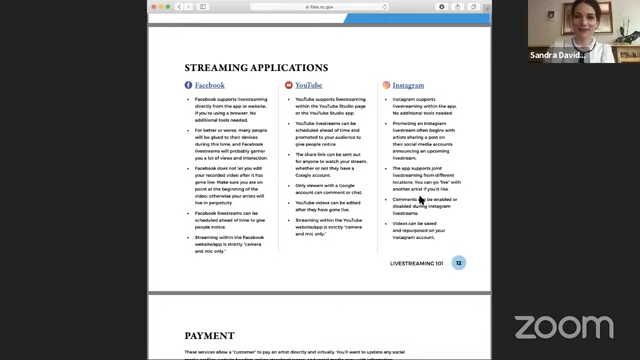 files.nc.gov
STREAMING APPLICATIONS
Facebook
Facebook supports livestreaming
directly from the app or website,
if you're using a browser. No
additional tools needed.
For better or worse, many people
will be glued to their devices
during this time, and Facebook
livestreams will probably garner
you a lot of views and interaction.
Facebook does not let you edit
your recorded video after it has
gone live. Make sure you are on
point at the beginning of the
video, otherwise your errors will
live in perpetuity.
Facebook livestreams can be
scheduled ahead of time to give
people notice.
Streaming within the Facebook
website/app is strictly "camera
and mic only."
YouTube
YouTube supports livestreaming
within the YouTube Studio page
or the YouTube Studio app.
YouTube livestreams can be
scheduled ahead of time and
promoted to your audience to
give people notice.
The share link can be sent out
for anyone to watch your stream,
whether or not they have a
Google account.
Only viewers with a Google
account can comment or chat.
YouTube videos can be edited
after they have gone live.
Streaming within the YouTube
website/app is strictly "camera
and mic only."
Instagram
Instagram supports
livestreaming within the app.
No additional tools needed.
Promoting an Instagram
livestream often begins with
artists sharing a post on
their social media accounts
announcing an upcoming
livestream.
The app supports joint
livestreaming from different
locations. You can go "live" with
another artist if you'd like.
Comments can be enabled or
disabled during Instagram
livestreams.
Videos can be saved
and repurposed on your
Instagram account.
LIVESTREAMING 101
12
PAYMENT
These services allow a "customer" to pay an artist directly and virtually. You'll want to update any social
Sandra David...
zoom